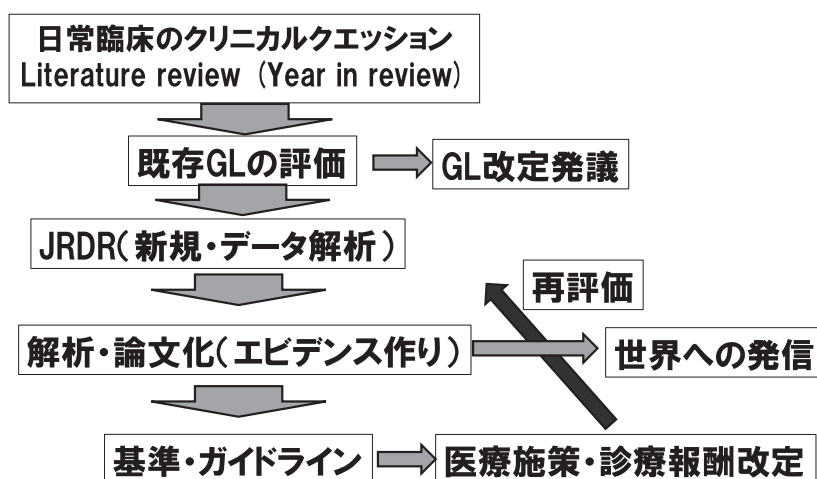 日常臨床のクリニカルクエッション
Literature review (Year in review)
既存GLの評価
GL改定発議
JRDR(新規・データ解析)
再評価
解析・論文化(エビデンス作り)
世界への発信
基準・ガイドライン
医療施策・診療報酬改定